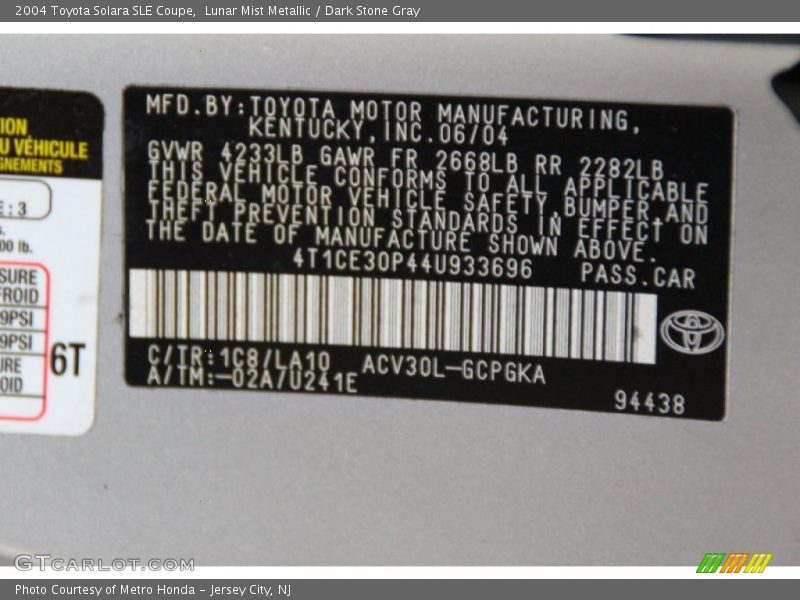 2004 Toyota Solara SLE Coupe,  Lunar Mist Metallic / Dark Stone Gray
MFD.BY:TOYOTA MOTOR MANUFACTURING,
KENTUCKY,INC.06/04
GVWR 4233LB GAWR FR 2668LB RR 2282LB
THIS VEHICLE CONFORMS TO ALL APPLICABLE
FEDERAL MOTOR VEHICLE SAFETY,BUMPER,AND
THEFT PREVENTION STANDARDS IN EFFECT ON
THE DATE OF MANUFACTURE SHOWN ABOVE.
4T1CE30P44U933696 PASS.CAR
C/TR:1C8/LA10 ACV30L-GCPGKA
A/TM:-02A/U241E
94438
ION
U VÉHICULE
GNEMENTS
E:3
00 lb.
SURE
FROID
9PSI
9PSI
URE
OID
6T
GTCARLOT.COM
Photo Courtesy of Metro Honda – Jersey City, NJ